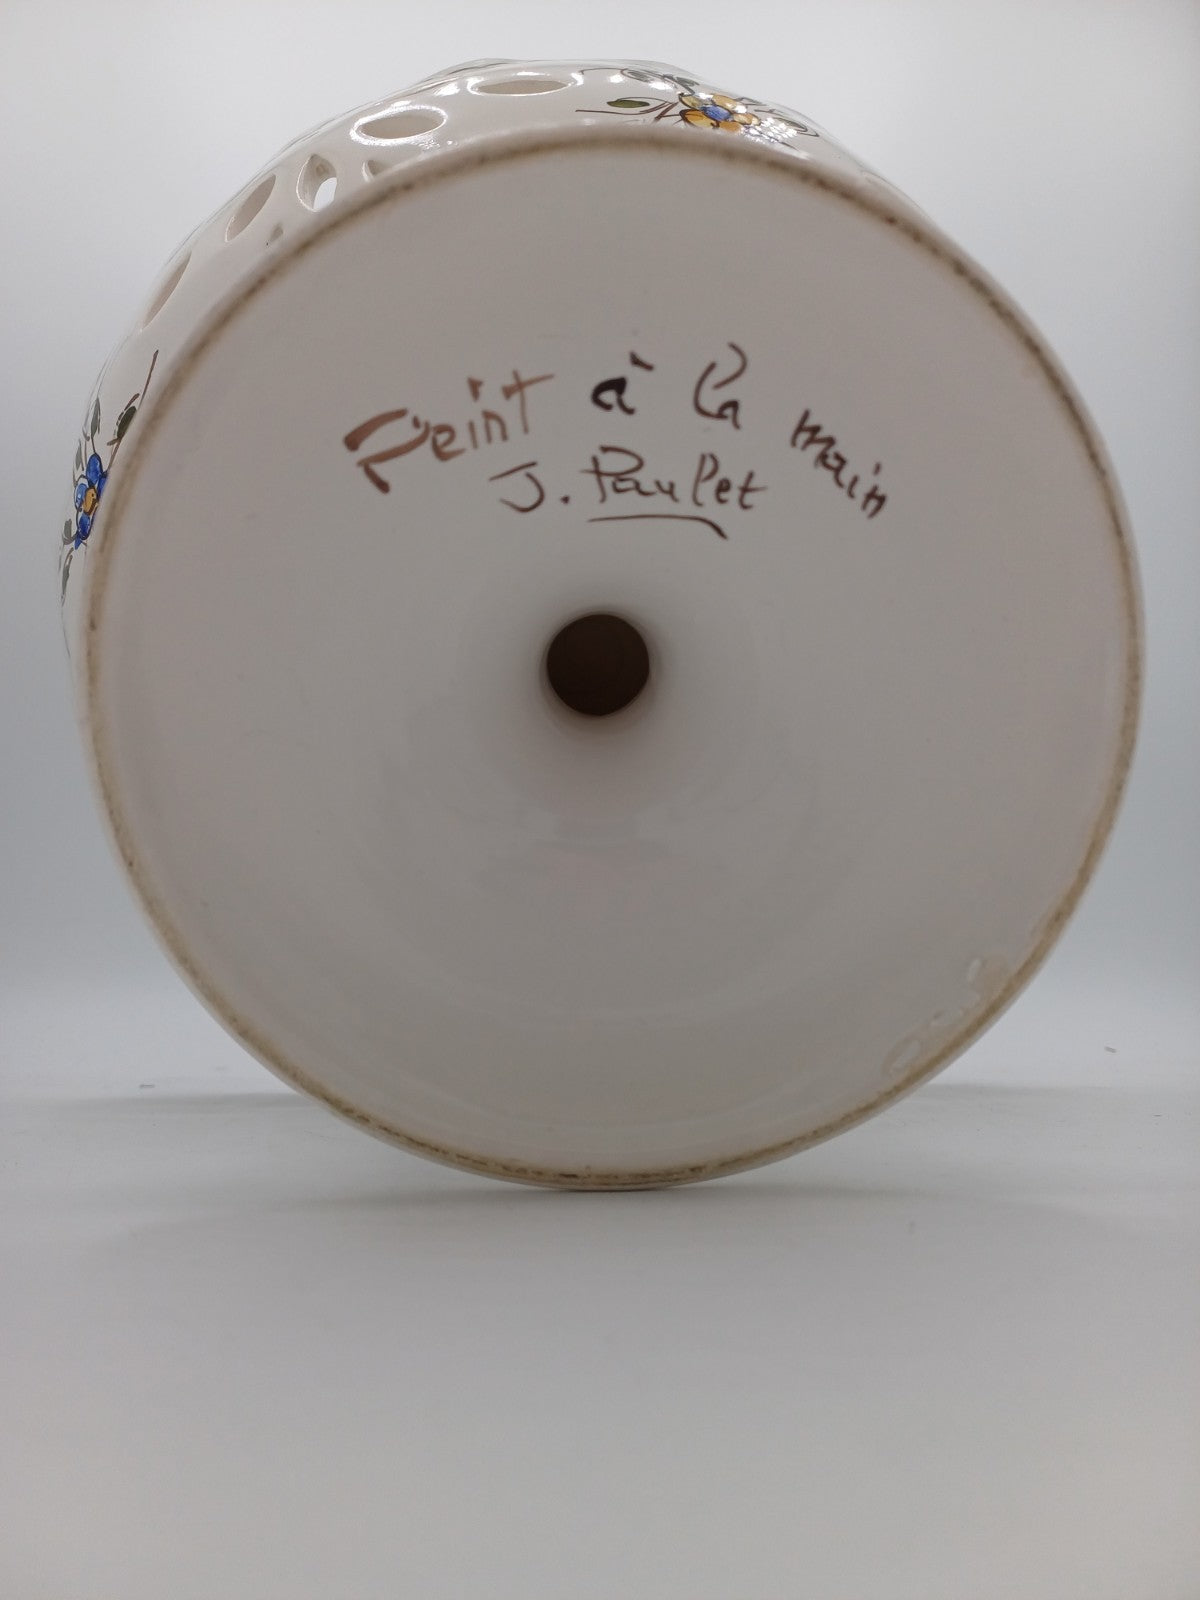 Peint à la main
J. Paulet